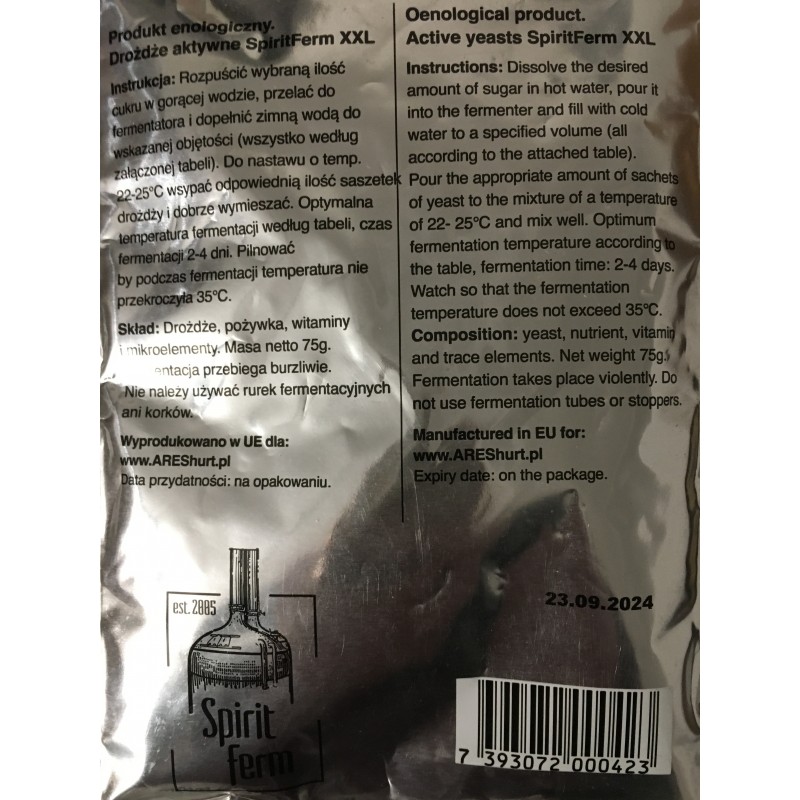 Produkt enologiczny.
Drożdże aktywne SpiritFerm XXL
Instrukcja: Rozpuścić wybraną ilość
cukru w gorącej wodzie, przelać do
fermentatora i dopełnić zimną wodą do
wskazanej objętości (wszystko według
załączonej tabeli). Do nastawu o temp.
22-25°C wsypać odpowiednią ilość saszetek
drożdży i dobrze wymieszać. Optymalna
temperatura fermentacji według tabeli, czas
fermentacji 2-4 dni. Pilnować
by podczas fermentacji temperatura nie
przekroczyła 35°C.
Skład: Drożdże, pożywka, witaminy
i mikroelementy. Masa netto 75g.
entacja przebiega burzliwie.
Nie należy używać rurek fermentacyjnych
ani korków.
Wyprodukowano w UE dla:
www.AREShurt.pl
Data przydatności: na opakowaniu.
Oenological product.
Active yeasts SpiritFerm XXL
Instructions: Dissolve the desired
amount of sugar in hot water, pour it
into the fermenter and fill with cold
water to a specified volume (all
according to the attached table).
Pour the appropriate amount of sachets
of yeast to the mixture of a temperature
of 22- 25°C and mix well. Optimum
fermentation temperature according to
the table, fermentation time: 2-4 days.
Watch so that the fermentation
temperature does not exceed 35°C.
Composition: yeast, nutrient, vitamin
and trace elements. Net weight 75g.
Fermentation takes place violently. Do
not use fermentation tubes or stoppers.
Manufactured in EU for:
www.AREShurt.pl
Expiry date: on the package.
est.2005
Spirit
ferm
23.09.2024
7 393072 000423